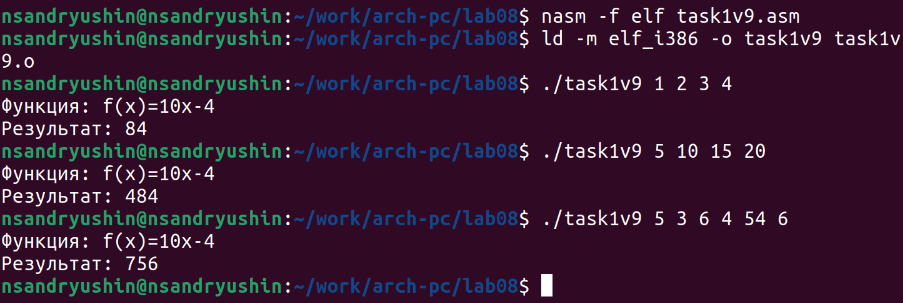 nsandryushin@nsandryushin:~/work/arch-pc/lab08$ nasm -f elf task1v9.asm
nsandryushin@nsandryushin:~/work/arch-pc/lab08$ ld -m elf_i386 -o task1v9 task1v
9.o
nsandryushin@nsandryushin:~/work/arch-pc/lab08$ ./task1v9 1 2 3 4
Функция: f(x)=10x-4
Результат: 84
nsandryushin@nsandryushin:~/work/arch-pc/lab08$ ./task1v9 5 10 15 20
Функция: f(x)=10x-4
Результат: 484
nsandryushin@nsandryushin:~/work/arch-pc/lab08$ ./task1v9 5 3 6 4 54 6
Функция: f(x)=10x-4
Результат: 756
nsandryushin@nsandryushin:~/work/arch-pc/lab08$